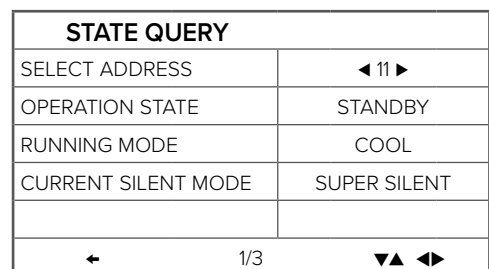 STATE QUERY
SELECT ADDRESS ◀ 11 ▶
OPERATION STATE STANDBY
RUNNING MODE COOL
CURRENT SILENT MODE SUPER SILENT
← 1/3 ▼▲ ◀▶